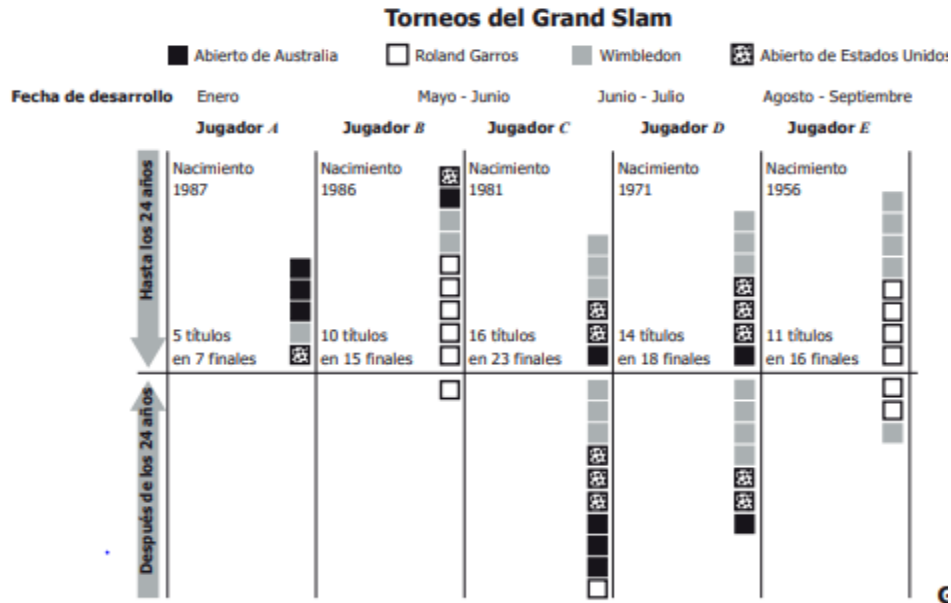 Torneos del Grand Slam
Abierto de Australia Roland Garros Wimbledon Abierto de Estados Unidos
Fecha de desarrollo Enero Mayo - Junio Junio - Julio Agosto - Septiembre
Jugador A Jugador B Jugador C Jugador D Jugador E
Hasta los 24 años
Nacimiento Nacimiento Nacimiento Nacimiento Nacimiento
1987 1986 1981 1971 1956
5 títulos 10 títulos 16 títulos 14 títulos 11 títulos
en 7 finales en 15 finales en 23 finales en 18 finales en 16 finales
Después de los 24 años